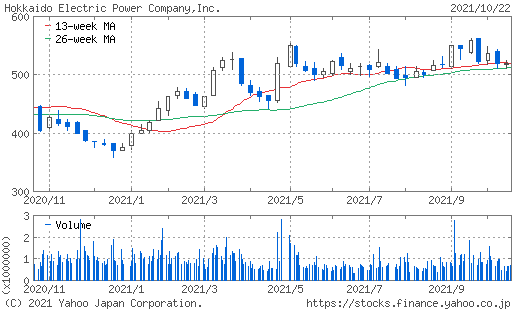 Hokkaido Electric Power Company,Inc. 2021/10/22
600
13-week MA
26-week MA
500
400
300
2020/11 2021/1 2021/3 2021/5 2021/7 2021/9
3
Volume
2
1
0
(x1000000)
2020/11 2021/1 2021/3 2021/5 2021/7 2021/9
(C) 2021 Yahoo Japan Corporation. https://stocks.finance.yahoo.co.jp